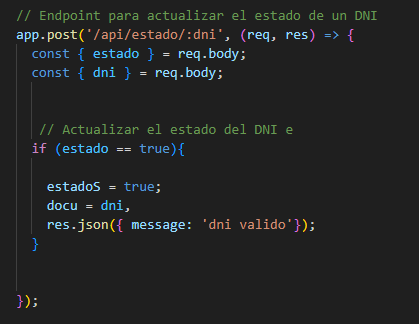 // Endpoint para actualizar el estado de un DNI
app.post('/api/estado/:dni', (req, res) => {
const { estado } = req.body;
const { dni } = req.body;
// Actualizar el estado del DNI e
if (estado == true){
estadoS = true;
docu = dni,
res.json({ message: 'dni valido'});
}
});